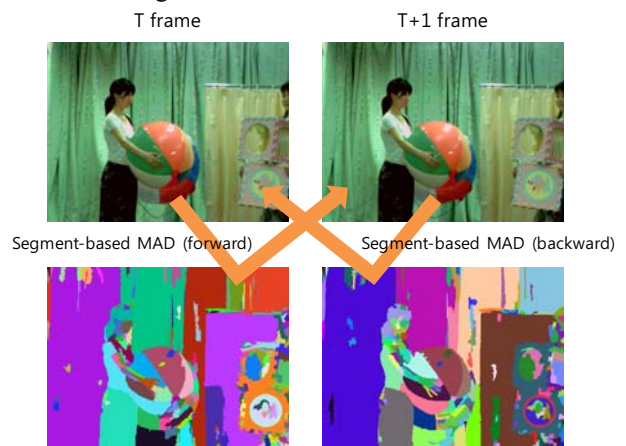 T frame
T+1 frame
Segment-based MAD (forward)
Segment-based MAD (backward)